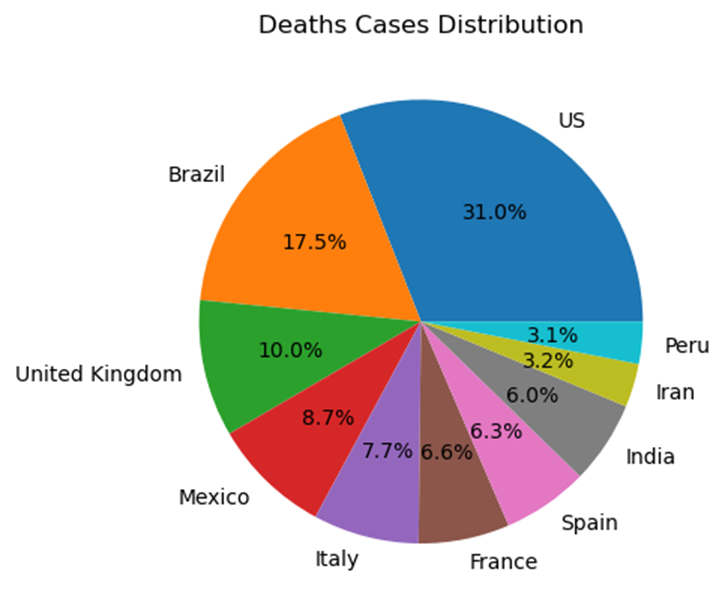 Deaths Cases Distribution
US
31.0%
Brazil
17.5%
United Kingdom
10.0%
Mexico
8.7%
Italy
7.7%
France
6.6%
Spain
6.3%
India
6.0%
Iran
3.2%
Peru
3.1%